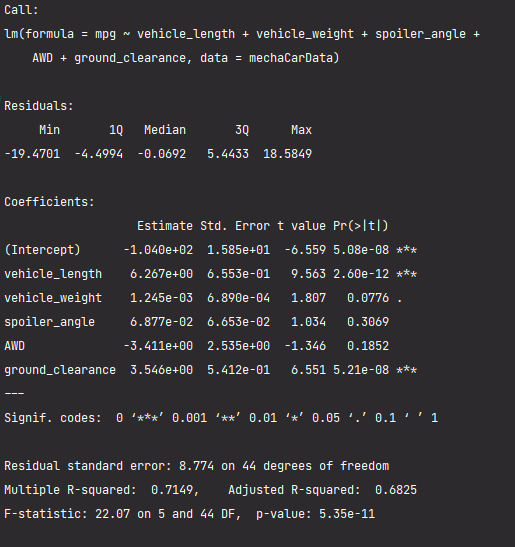 Call:
lm(formula = mpg ~ vehicle_length + vehicle_weight + spoiler_angle +
    AWD + ground_clearance, data = mechaCarData)

Residuals:
     Min       1Q   Median       3Q      Max
-19.4701  -4.4994  -0.0692   5.4433  18.5849

Coefficients:
                   Estimate Std. Error t value Pr(>|t|)
(Intercept)      -1.040e+02  1.585e+01  -6.559 5.08e-08 ***
vehicle_length    6.267e+00  6.553e-01   9.563 2.60e-12 ***
vehicle_weight    1.245e-03  6.890e-04   1.807   0.0776 .
spoiler_angle     6.877e-02  6.653e-02   1.034   0.3069
AWD              -3.411e+00  2.535e+00  -1.346   0.1852
ground_clearance  3.546e+00  5.412e-01   6.551 5.21e-08 ***
---
Signif. codes:  0 ‘***’ 0.001 ‘**’ 0.01 ‘*’ 0.05 ‘.’ 0.1 ‘ ’ 1

Residual standard error: 8.774 on 44 degrees of freedom
Multiple R-squared:  0.7149,    Adjusted R-squared:  0.6825
F-statistic: 22.07 on 5 and 44 DF,  p-value: 5.35e-11